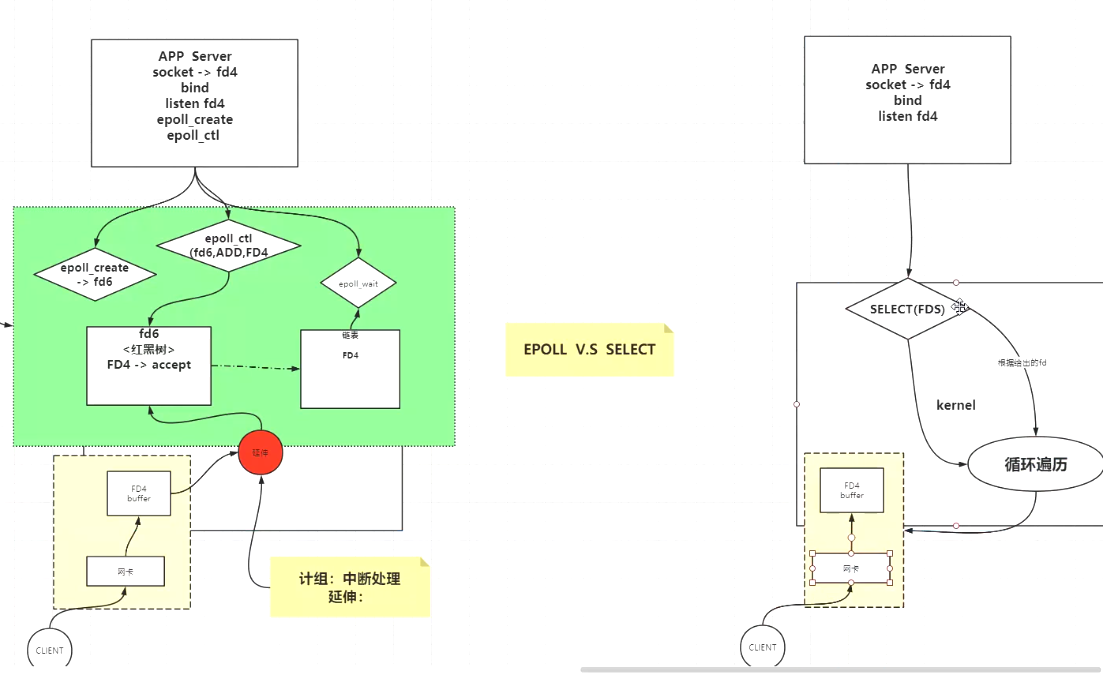 APP Server
socket -> fd4
bind
listen fd4
epoll_create
epoll_ctl
epoll_create
-> fd6
epoll_ctl
(fd6,ADD,FD4
epoll_wait
fd6
<红黑树>
FD4 -> accept
链表
FD4
延伸
FD4
buffer
网卡
CLIENT
计组：中断处理
延伸：
EPOLL V.S SELECT
APP Server
socket -> fd4
bind
listen fd4
SELECT(FDS)
根据给出的fd
kernel
循环遍历
FD4
buffer
网卡
CLIENT